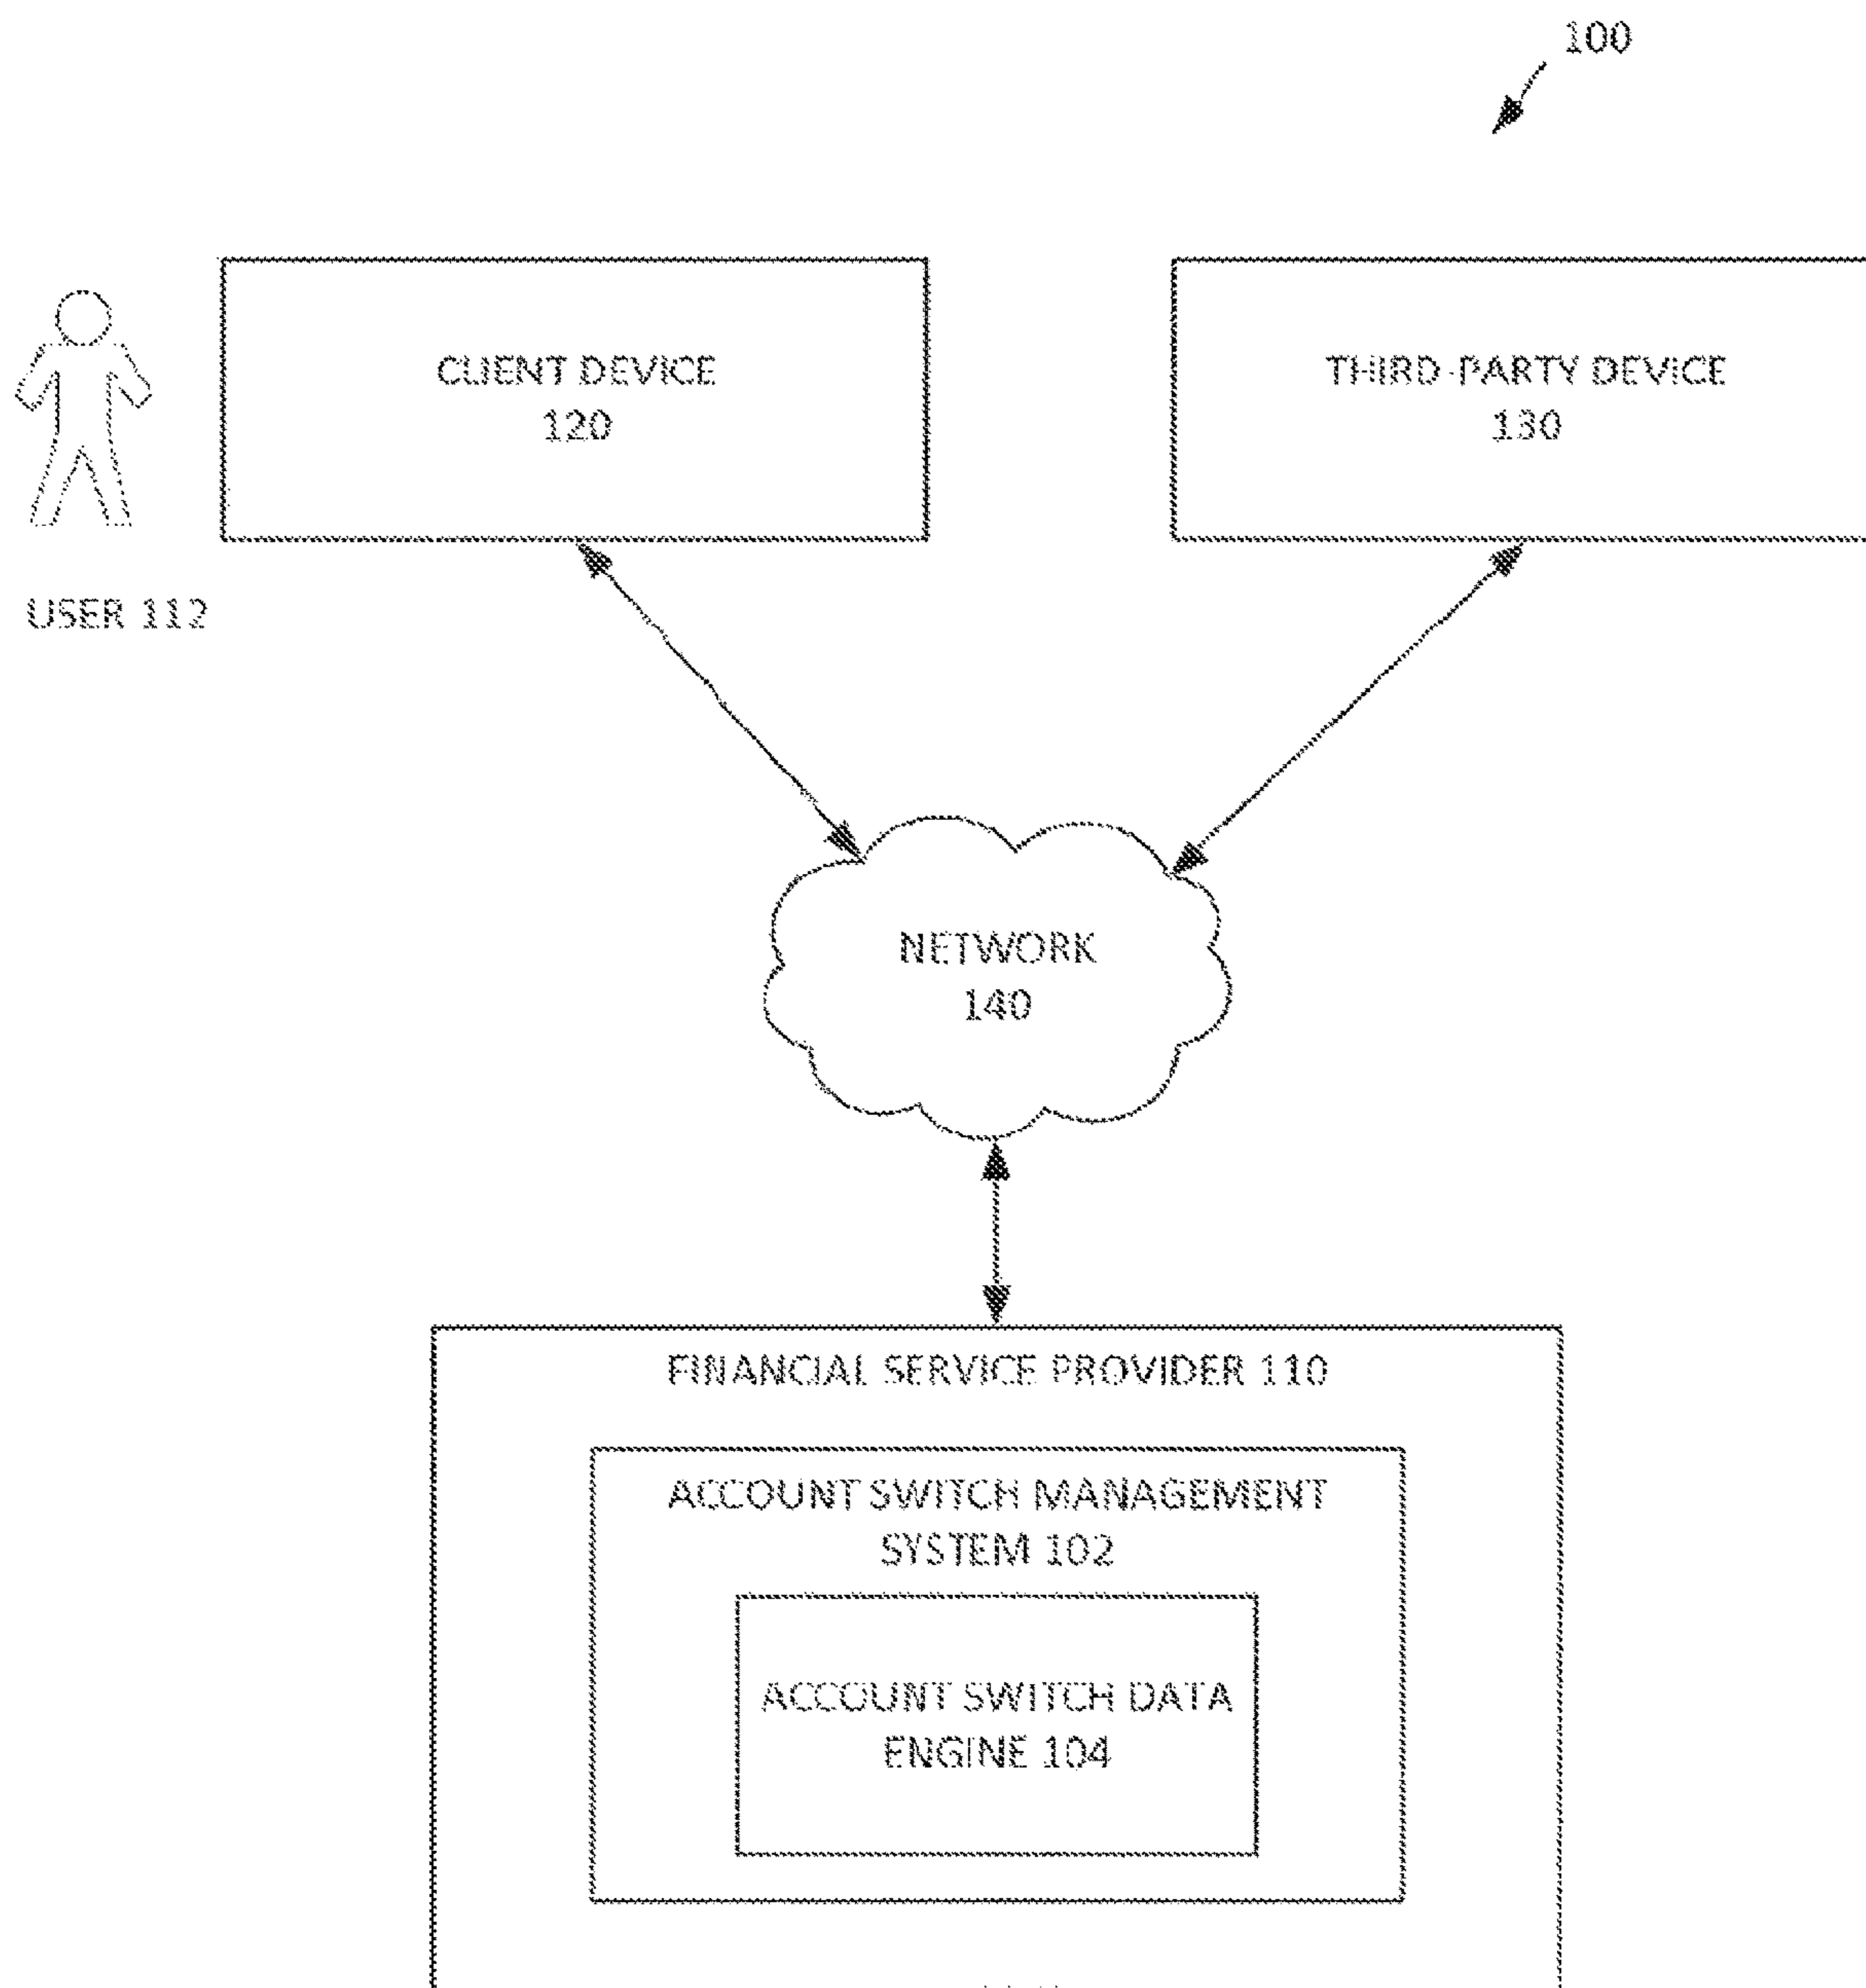 100
CLIENT DEVICE
120
THIRD-PARTY DEVICE
130
USER 112
NETWORK
140
FINANCIAL SERVICE PROVIDER 110
ACCOUNT SWITCH MANAGEMENT
SYSTEM 102
ACCOUNT SWITCH DATA
ENGINE 104